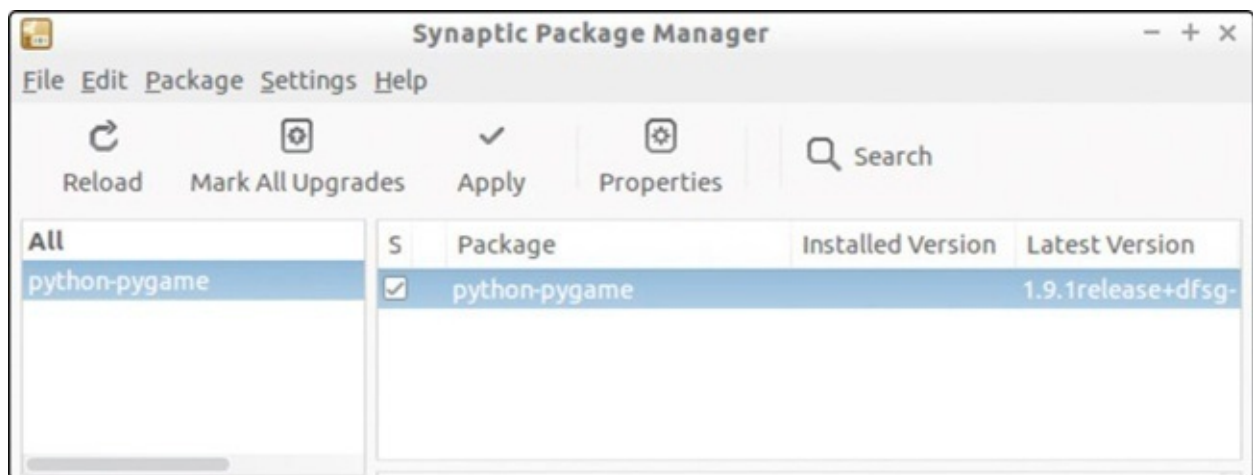 Synaptic Package Manager
File Edit Package Settings Help
Reload Mark All Upgrades Apply Properties Search
All
S Package Installed Version Latest Version
python-pygame
python-pygame 1.9.1release+dfsg-